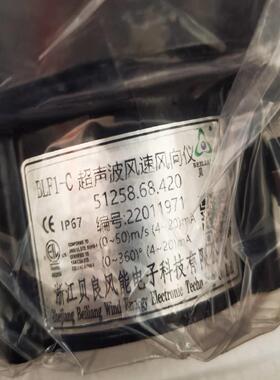 DLF1-C 超声波风速风向仪
51258.68.420
编号:22011971
CE IP67
(0~50)m/s (4~20)mA
(0~360)° (4~20)mA
浙江贝良风能电子科技有限
Zhejiang Beiliang Wind Energy Electronic Techno